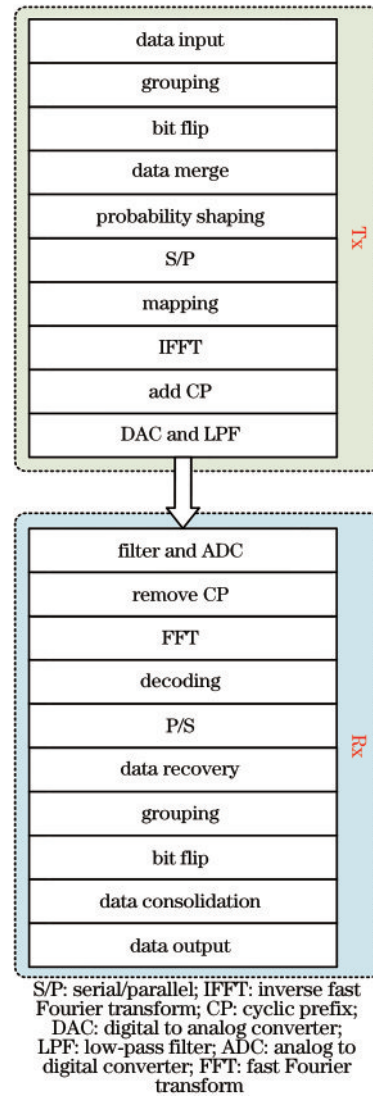 data input
grouping
bit flip
data merge
probability shaping
S/P
mapping
IFFT
add CP
DAC and LPF
Tx
filter and ADC
remove CP
FFT
decoding
P/S
data recovery
grouping
bit flip
data consolidation
data output
Rx
S/P: serial/parallel; IFFT: inverse fast
Fourier transform; CP: cyclic prefix;
DAC: digital to analog converter;
LPF: low-pass filter; ADC: analog to
digital converter; FFT: fast Fourier
transform